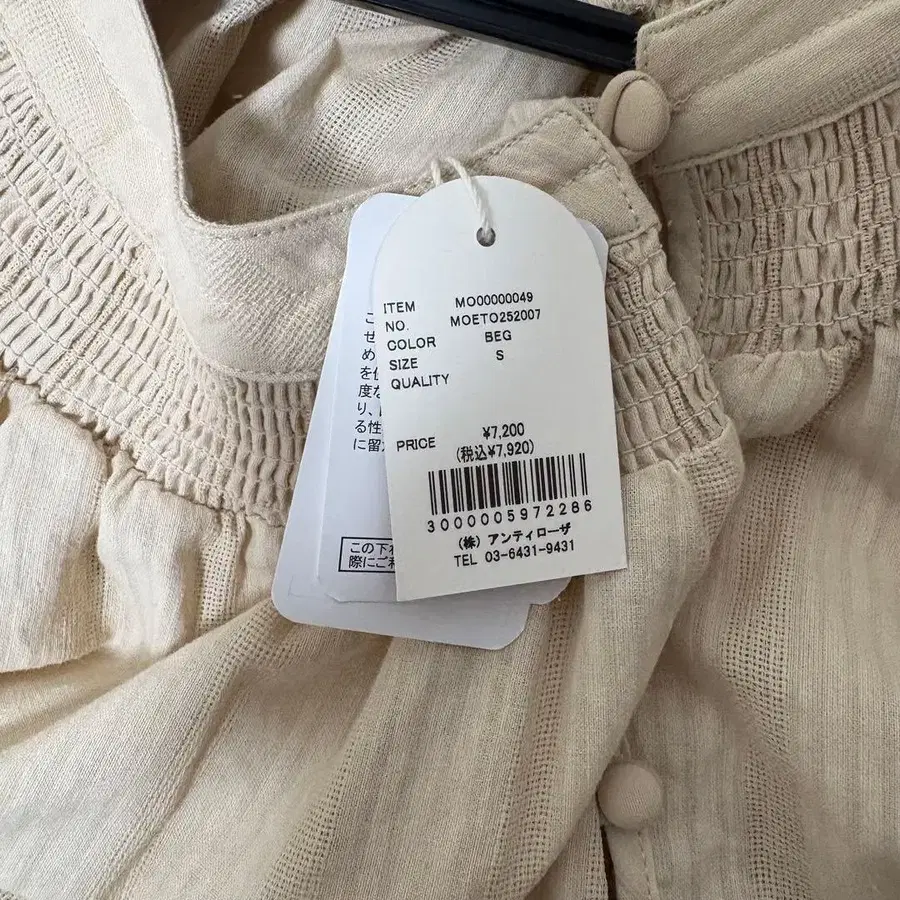 ITEM MO00000049
NO. MOETO252007
COLOR BEG
SIZE S
QUALITY
PRICE ¥7,200
(税込¥7,920)
3000005972286
(株) アンティローザ
TEL 03-6431-9431
こ
せ
め
を使
度な
り、
る性
に留
この下
際にご